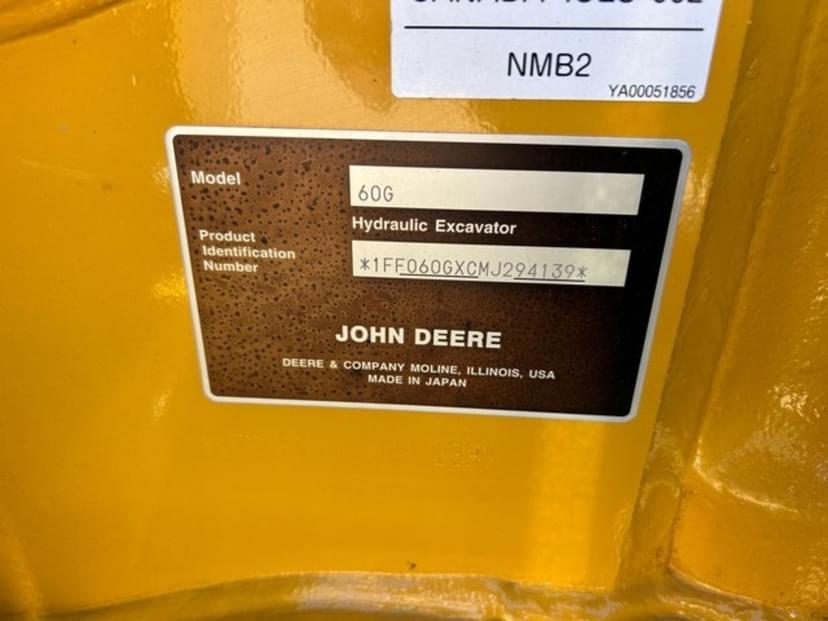 NMB2
YA00051856
Model
60G
Hydraulic Excavator
Product
Identification
Number
*1FF060GXCMJ294139*
JOHN DEERE
DEERE & COMPANY MOLINE, ILLINOIS, USA
MADE IN JAPAN